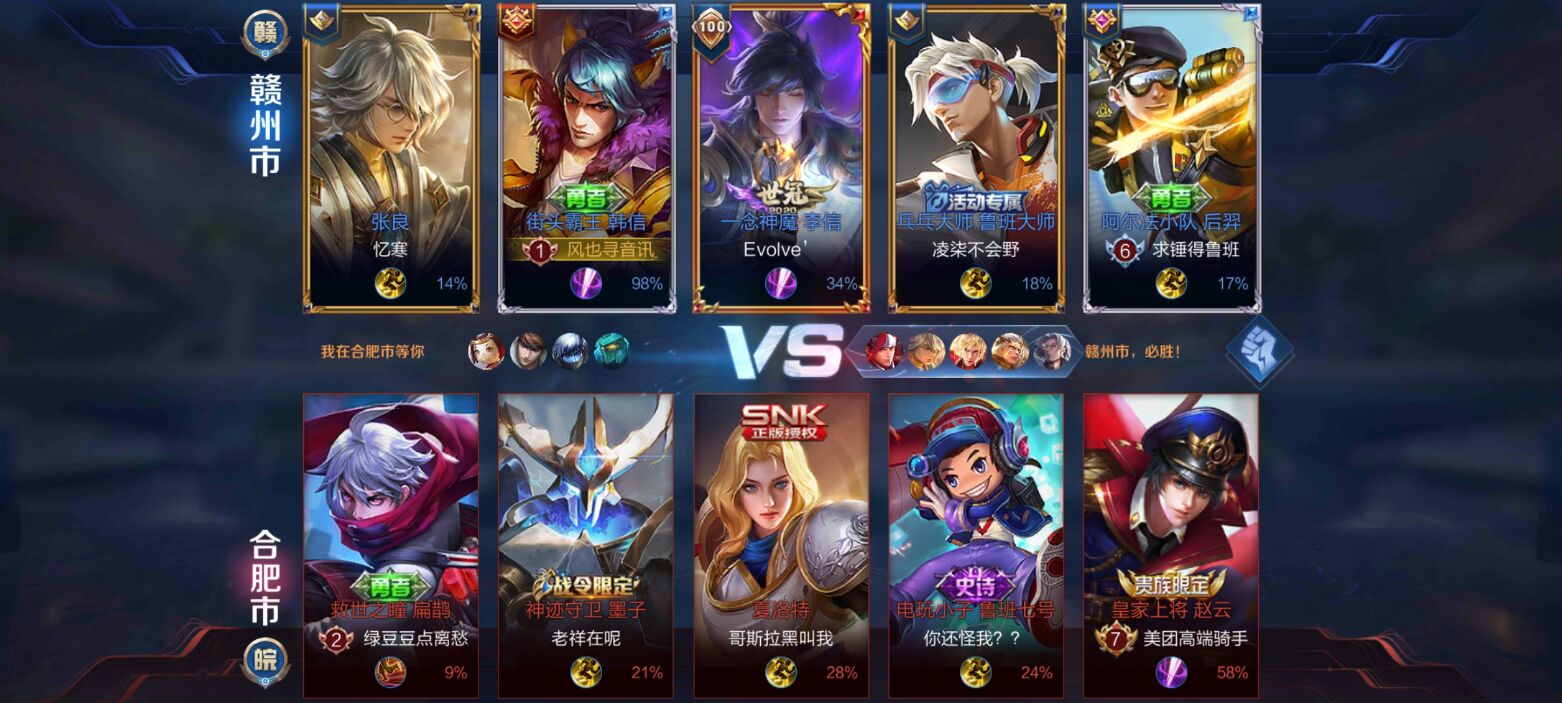 赣
赣州市
100
勇者
世冠
2020
活动专属
勇者
张良
街头霸王 韩信
一念神魔 李信
乓乓大师 鲁班大师
阿尔法小队 后羿
忆寒
1 风也寻音讯
Evolve’
凌柒不会野
6 求锤得鲁班
14%
98%
34%
18%
17%
我在合肥市等你
VS
赣州市，必胜！
SNK
正版授权
合肥市
皖
勇者
战令限定
史诗
贵族限定
救世之瞳 扁鹊
神迹守卫 墨子
夏洛特
电玩小子 鲁班七号
皇家上将 赵云
2 绿豆豆点离愁
老祥在呢
哥斯拉黑叫我
你还怪我？？
7 美团高端骑手
9%
21%
28%
24%
58%